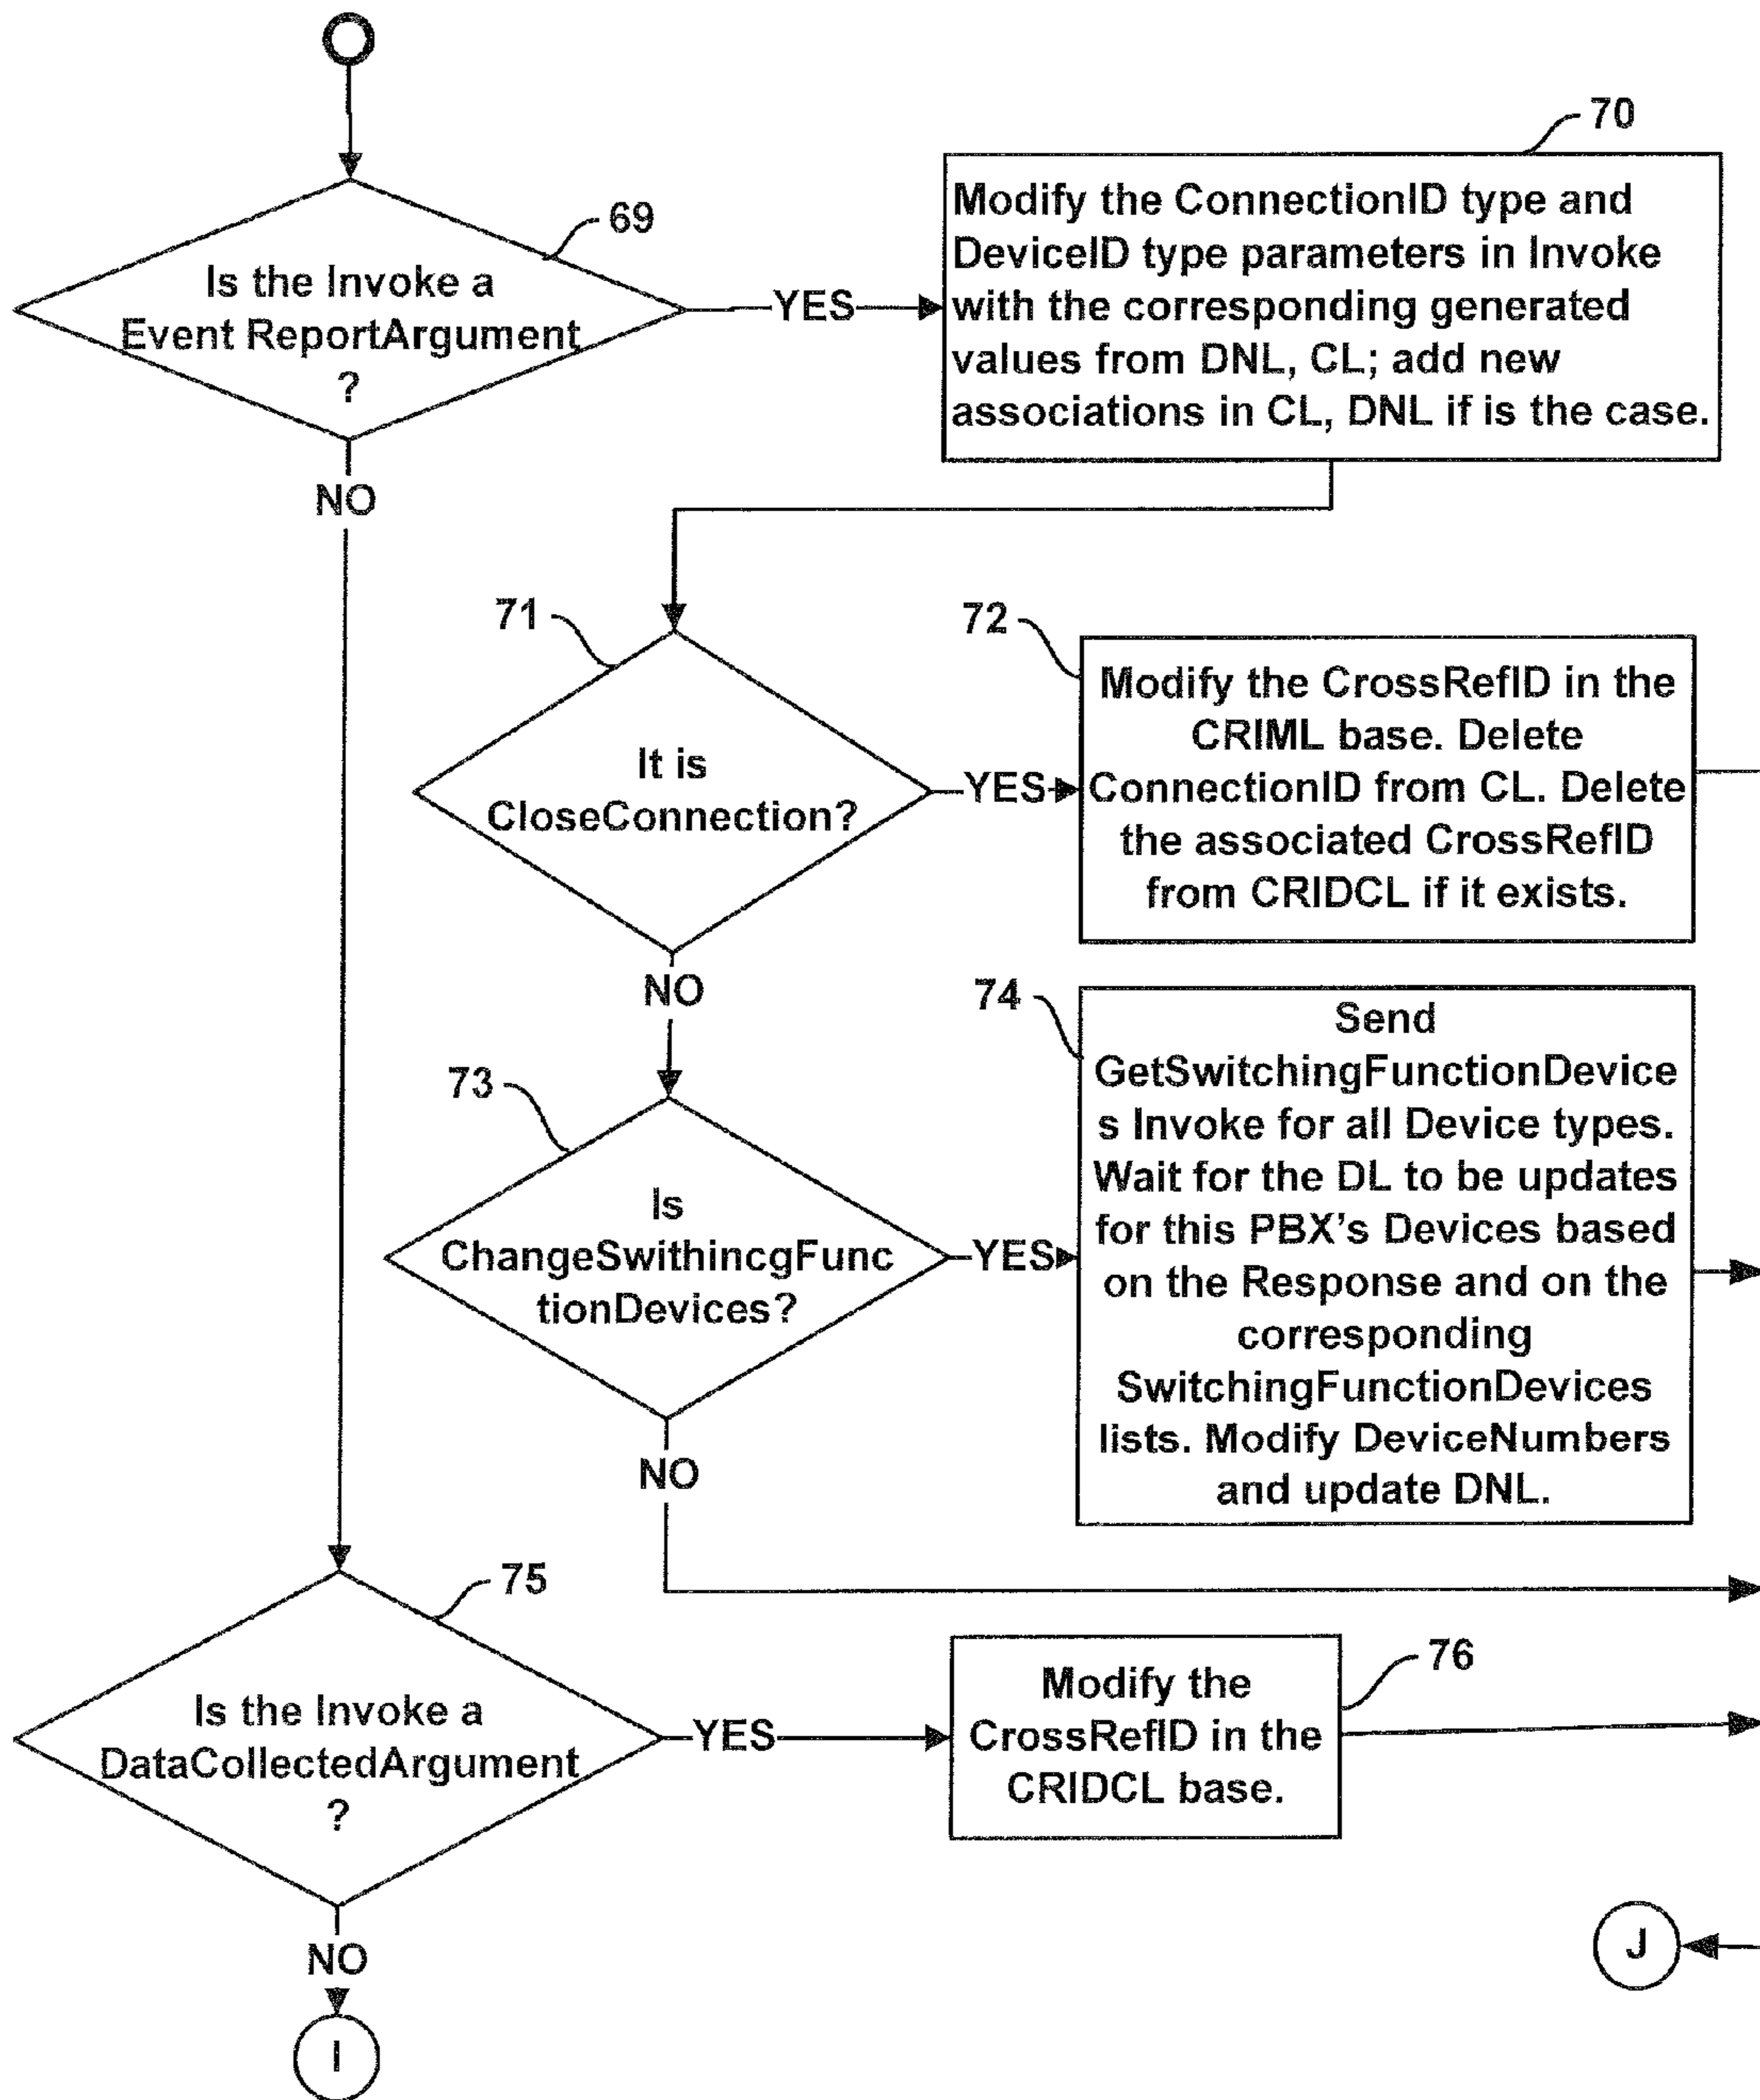 70
69
Is the Invoke a
Event ReportArgument
?
YES
Modify the ConnectionID type and
DeviceID type parameters in Invoke
with the corresponding generated
values from DNL, CL; add new
associations in CL, DNL if is the case.
NO
71
It is
CloseConnection?
YES
72
Modify the CrossRefID in the
CRIML base. Delete
ConnectionID from CL. Delete
the associated CrossRefID
from CRIDCL if it exists.
NO
73
Is
ChangeSwithincgFunc
tionDevices?
YES
74
Send
GetSwitchingFunctionDevice
s Invoke for all Device types.
Wait for the DL to be updates
for this PBX's Devices based
on the Response and on the
corresponding
SwitchingFunctionDevices
lists. Modify DeviceNumbers
and update DNL.
NO
75
Is the Invoke a
DataCollectedArgument
?
YES
76
Modify the
CrossRefID in the
CRIDCL base.
NO
I
J